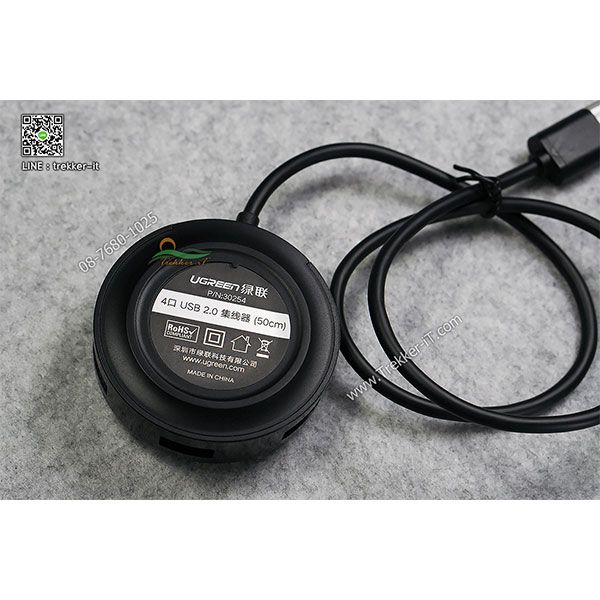 LINE : trekker-it
08-7680-1025
trekker-it
UGREEN 绿联
P/N:30254
4口 USB 2.0 集线器 (50cm)
RoHS
COMPLIANT
深圳市绿联科技有限公司
www.ugreen.com
MADE IN CHINA
www.Trekker-IT.com